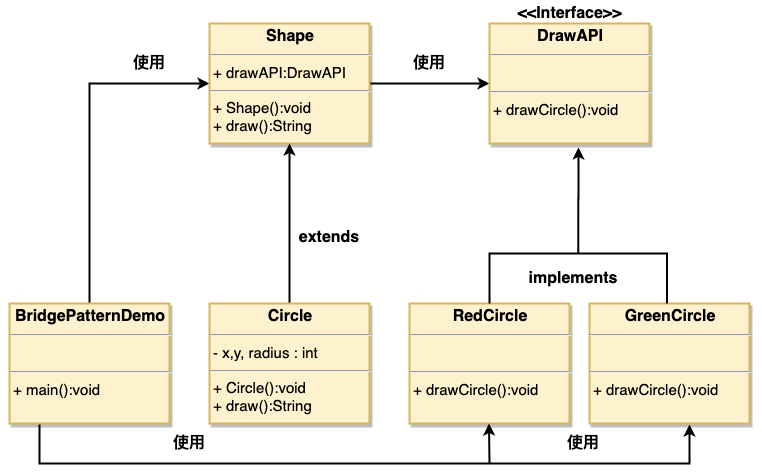 <<Interface>>
Shape
+ drawAPI:DrawAPI
+ Shape():void
+ draw():String
DrawAPI
+ drawCircle():void
使用
使用
extends
implements
BridgePatternDemo
+ main():void
Circle
- x,y, radius : int
+ Circle():void
+ draw():String
RedCircle
+ drawCircle():void
GreenCircle
+ drawCircle():void
使用
使用